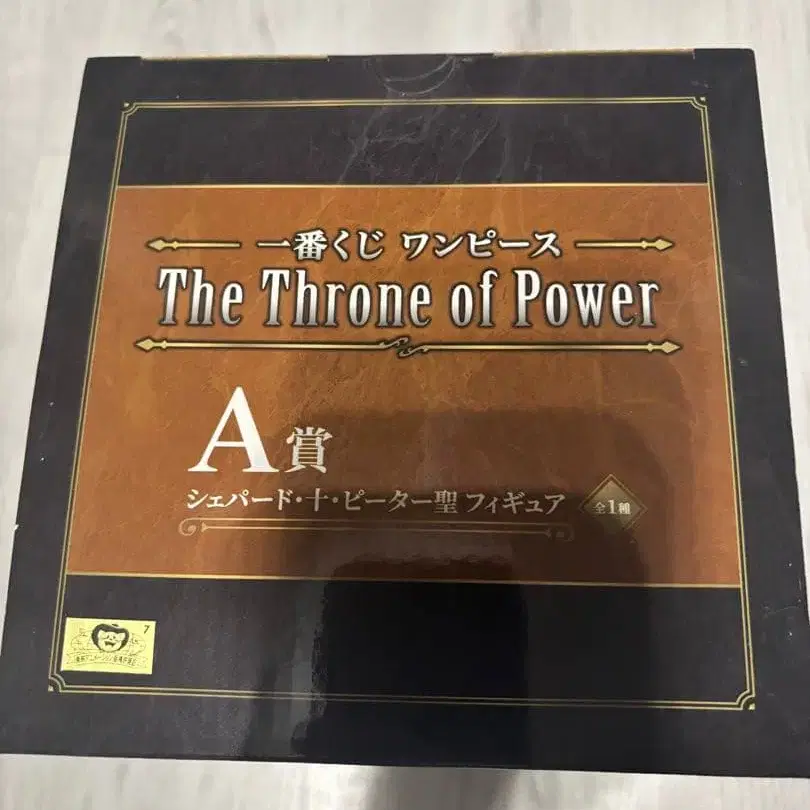 一番くじ ワンピース
The Throne of Power
A賞
シェパード・十・ピーター聖 フィギュア
全1種
7